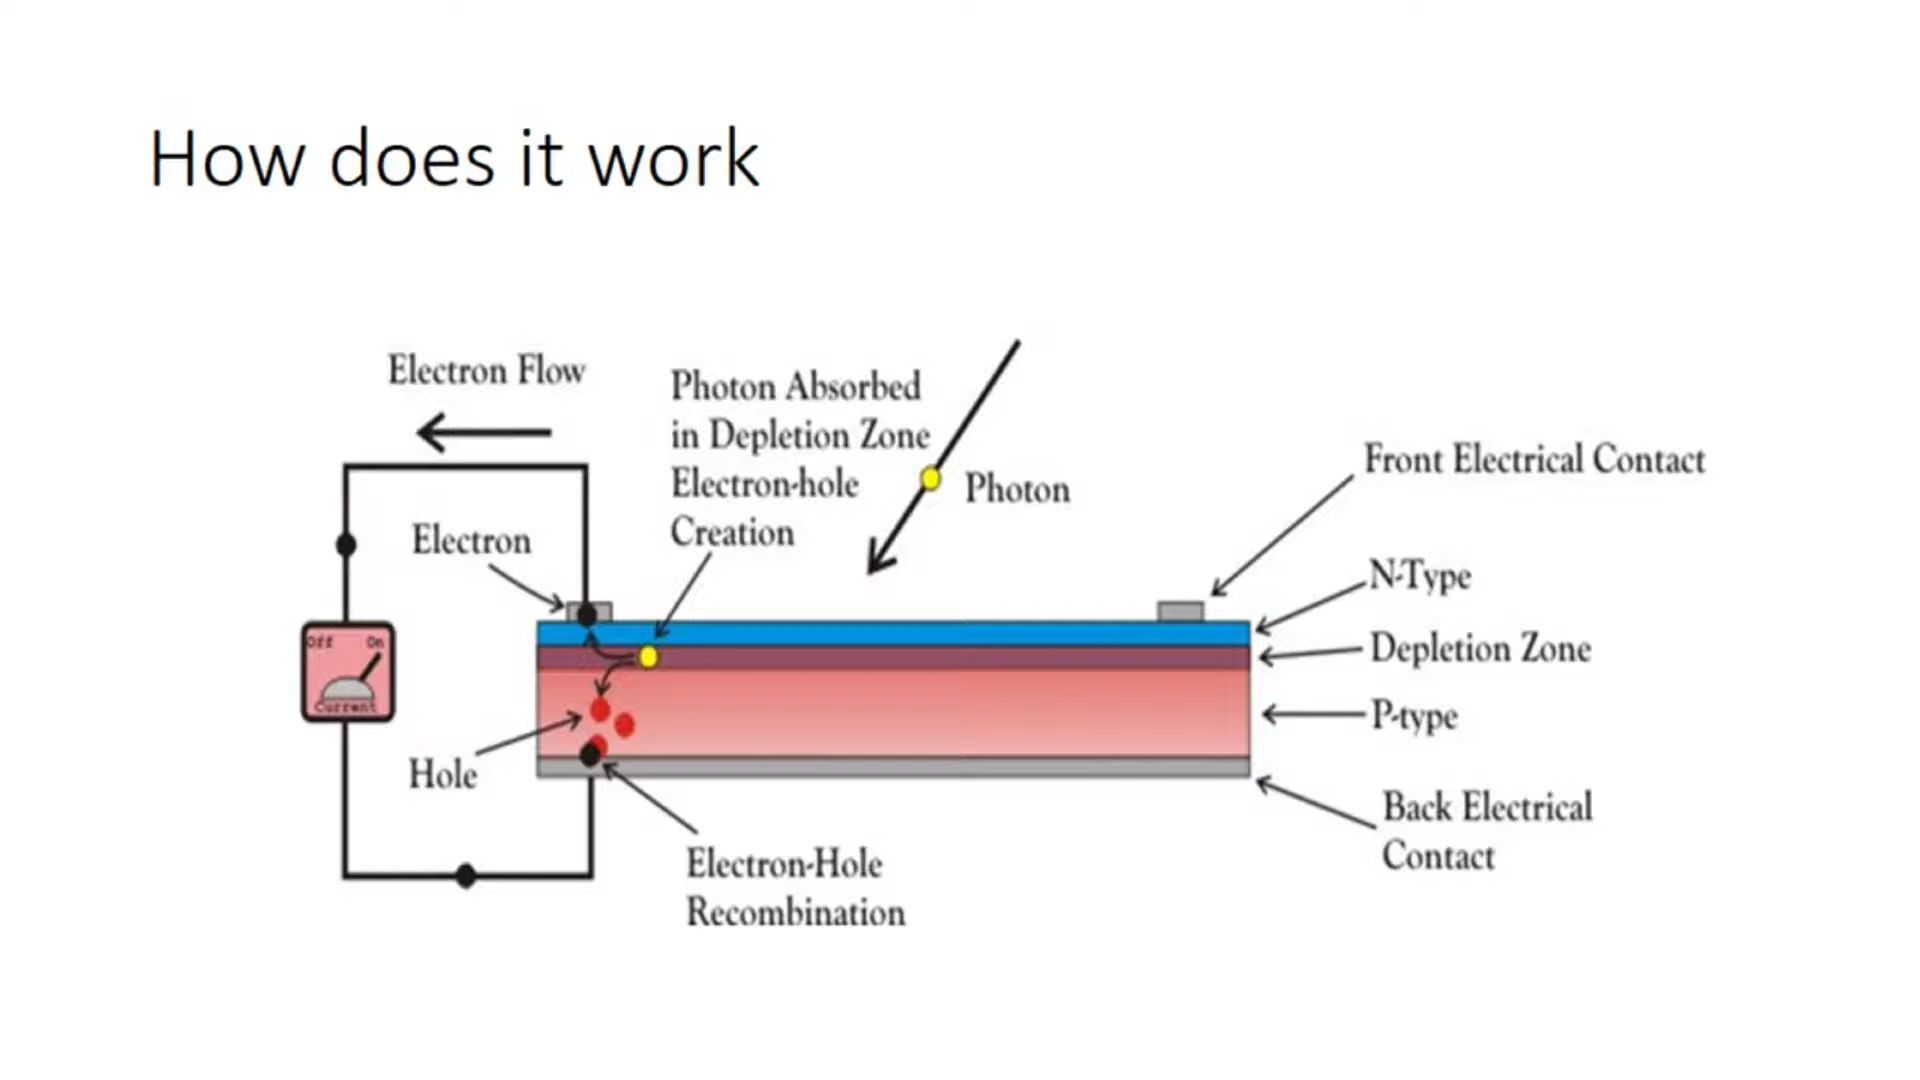 How does it work
Electron Flow
Photon Absorbed
in Depletion Zone
Electron-hole
Creation
Photon
Front Electrical Contact
Electron
N-Type
Off On
Depletion Zone
Current
P-type
Hole
Back Electrical
Contact
Electron-Hole
Recombination